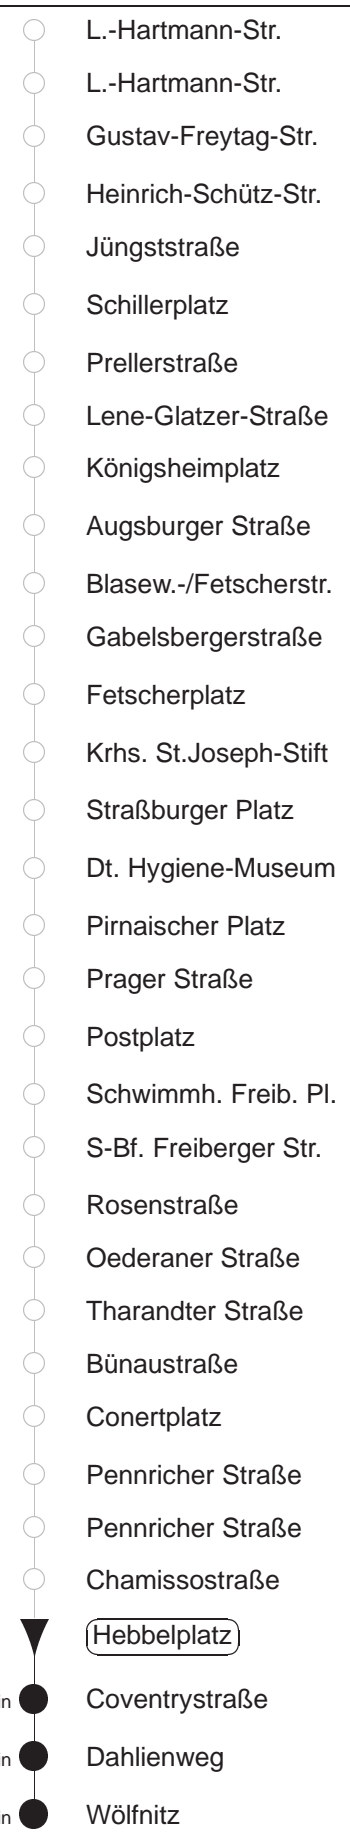 L.-Hartmann-Str.
L.-Hartmann-Str.
Gustav-Freytag-Str.
Heinrich-Schütz-Str.
Jüngststraße
Schillerplatz
Prellerstraße
Lene-Glatzer-Straße
Königsheimplatz
Augsburger Straße
Blasew.-/Fetscherstr.
Gabelsbergerstraße
Fetscherplatz
Krhs. St.Joseph-Stift
Straßburger Platz
Dt. Hygiene-Museum
Pirnaischer Platz
Prager Straße
Postplatz
Schwimmh. Freib. Pl.
S-Bf. Freiberger Str.
Rosenstraße
Oederaner Straße
Tharandter Straße
Bünaustraße
Conertplatz
Pennricher Straße
Pennricher Straße
Chamissostraße
Hebbelplatz
in Coventrystraße
in Dahlienweg
in Wölfnitz